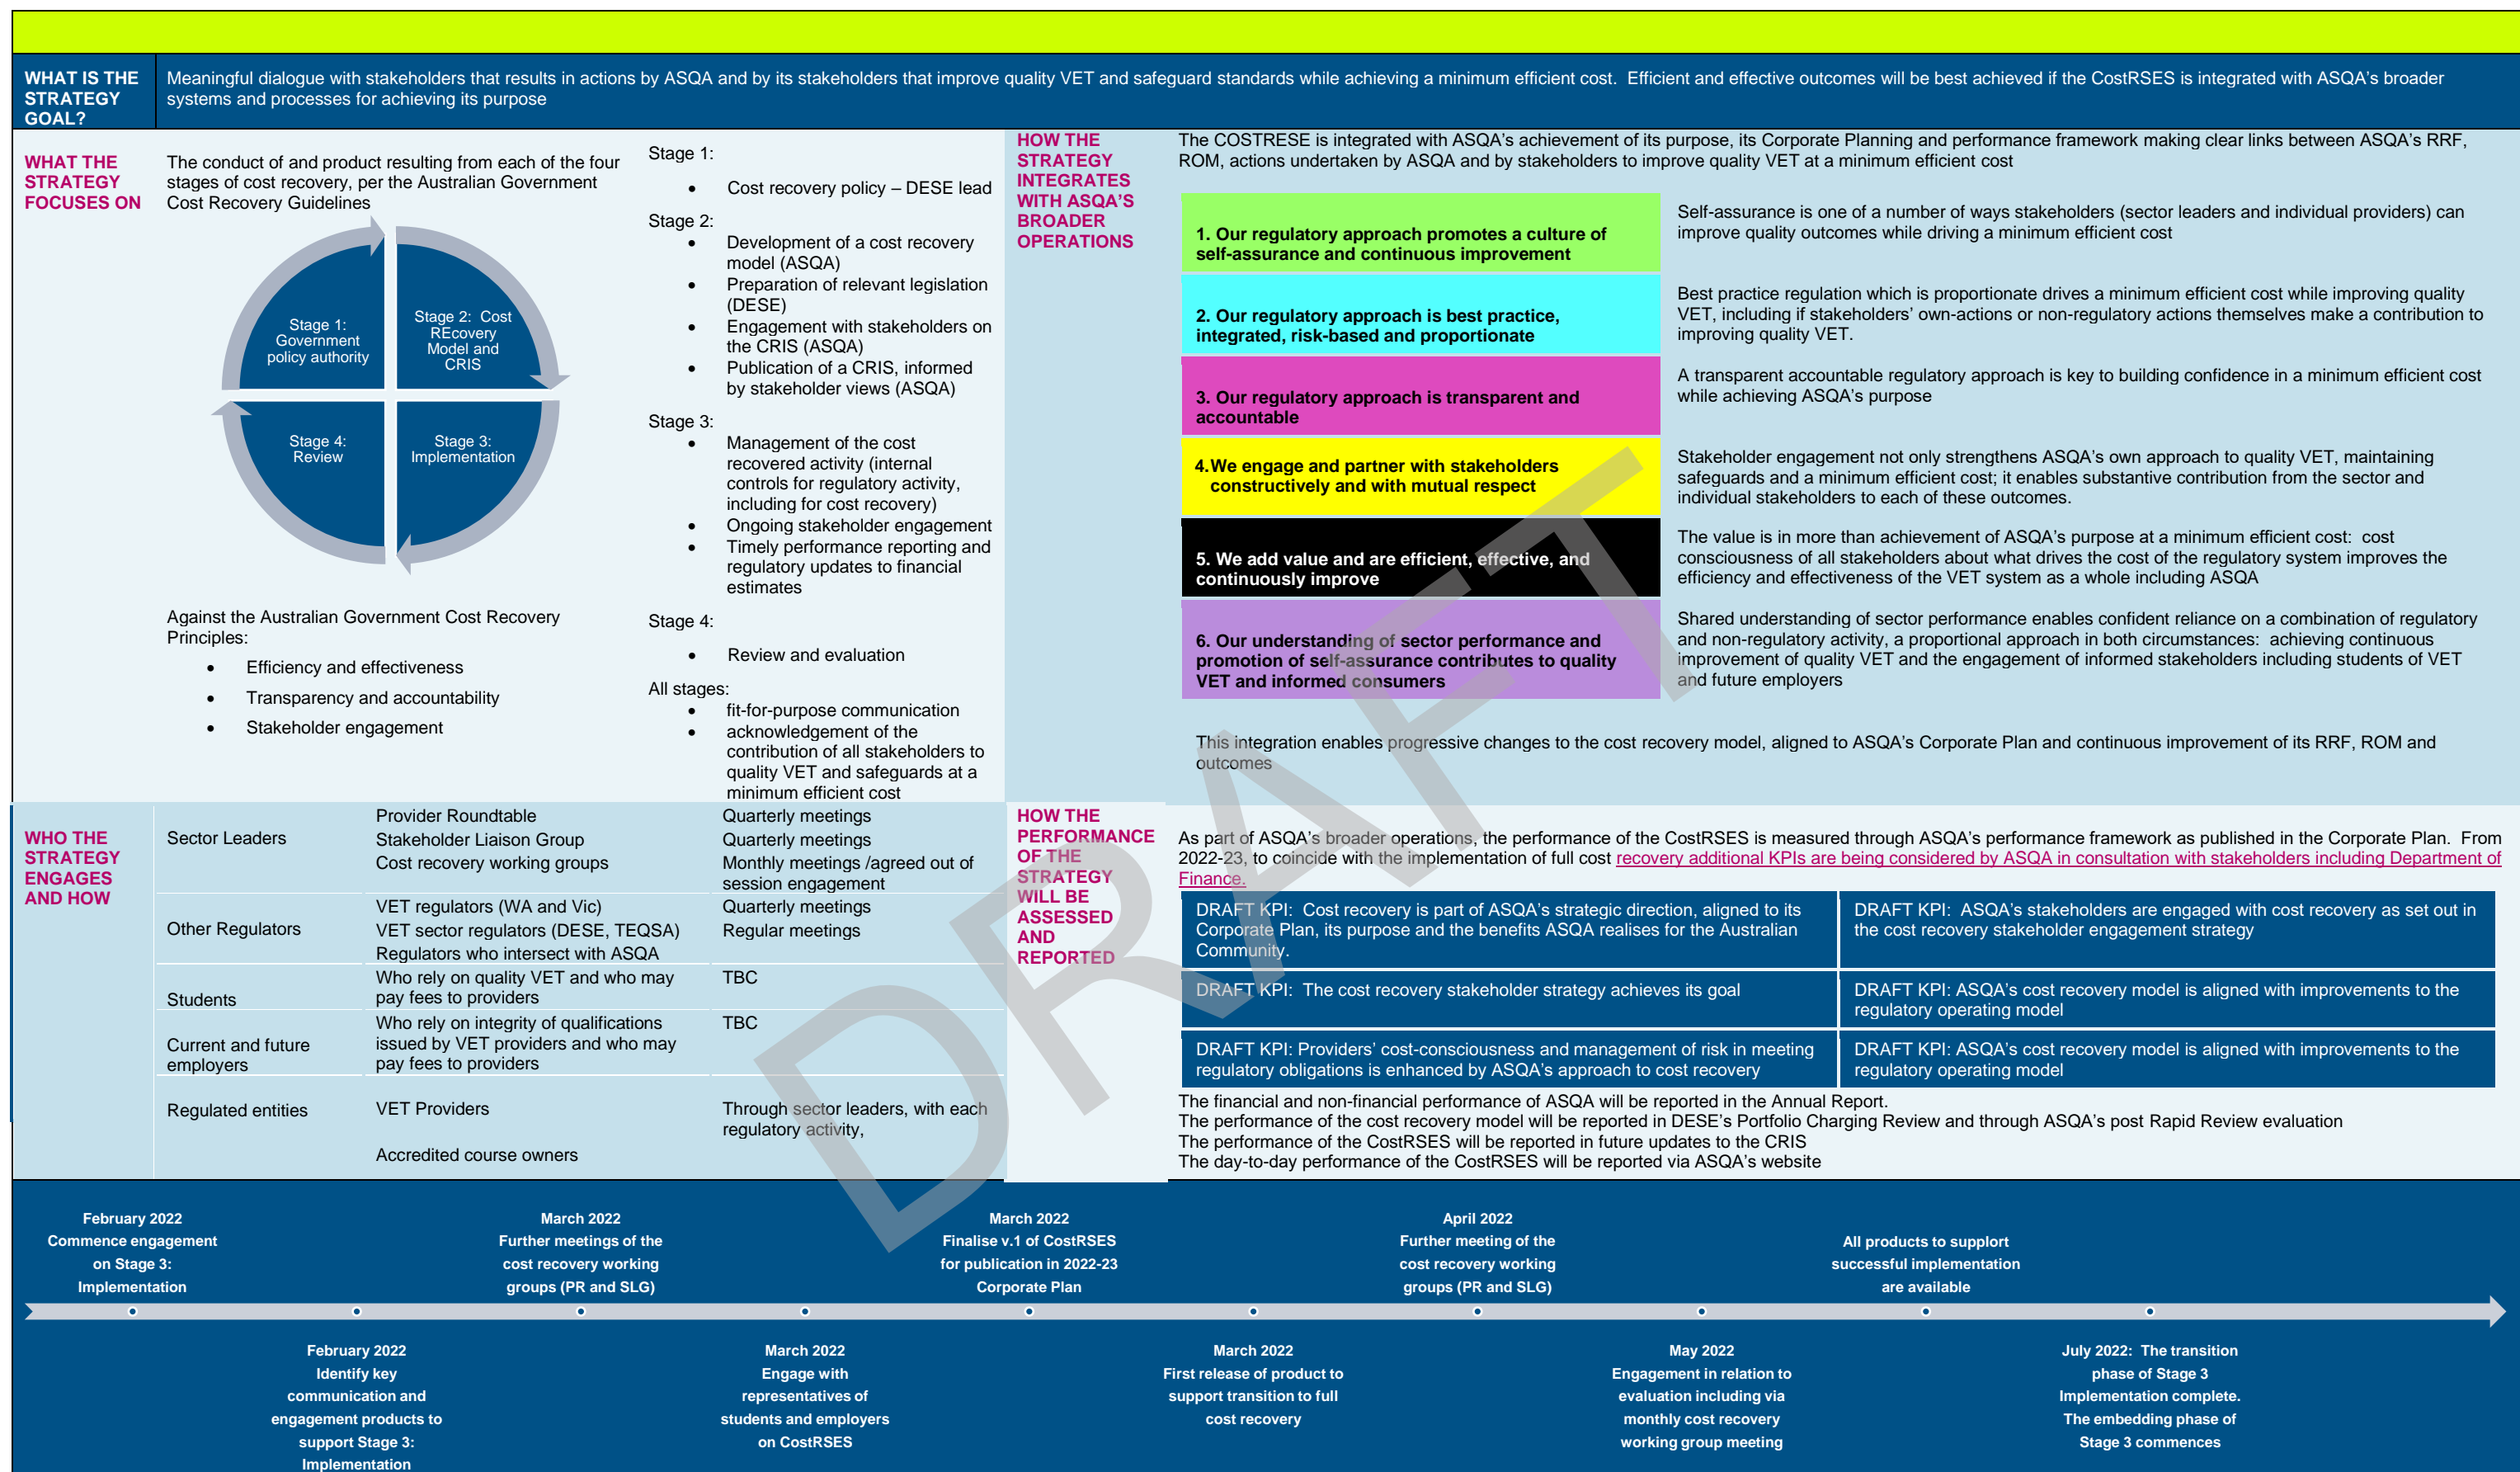 WHAT IS THE
STRATEGY
GOAL?
Meaningful dialogue with stakeholders that results in actions by ASQA and by its stakeholders that improve quality VET and safeguard standards while achieving a minimum efficient cost.  Efficient and effective outcomes will be best achieved if the CostRSES is integrated with ASQA's broader
systems and processes for achieving its purpose
WHAT THE
STRATEGY
FOCUSES ON
The conduct of and product resulting from each of the four
stages of cost recovery, per the Australian Government
Cost Recovery Guidelines
Stage 1:
Government
policy authority
Stage 2:  Cost
REcovery
Model and
CRIS
Stage 4:
Review
Stage 3:
Implementation
Against the Australian Government Cost Recovery
Principles:
• Efficiency and effectiveness
• Transparency and accountability
• Stakeholder engagement
Stage 1:
• Cost recovery policy – DESE lead
Stage 2:
• Development of a cost recovery
model (ASQA)
• Preparation of relevant legislation
(DESE)
• Engagement with stakeholders on
the CRIS (ASQA)
• Publication of a CRIS, informed
by stakeholder views (ASQA)
Stage 3:
• Management of the cost
recovered activity (internal
controls for regulatory activity,
including for cost recovery)
• Ongoing stakeholder engagement
• Timely performance reporting and
regulatory updates to financial
estimates
Stage 4:
• Review and evaluation
All stages:
• fit-for-purpose communication
• acknowledgement of the
contribution of all stakeholders to
quality VET and safeguards at a
minimum efficient cost
HOW THE
STRATEGY
INTEGRATES
WITH ASQA'S
BROADER
OPERATIONS
The COSTRESE is integrated with ASQA's achievement of its purpose, its Corporate Planning and performance framework making clear links between ASQA's RRF,
ROM, actions undertaken by ASQA and by stakeholders to improve quality VET at a minimum efficient cost
1. Our regulatory approach promotes a culture of
self-assurance and continuous improvement
Self-assurance is one of a number of ways stakeholders (sector leaders and individual providers) can
improve quality outcomes while driving a minimum efficient cost
2. Our regulatory approach is best practice,
integrated, risk-based and proportionate
Best practice regulation which is proportionate drives a minimum efficient cost while improving quality
VET, including if stakeholders' own-actions or non-regulatory actions themselves make a contribution to
improving quality VET.
3. Our regulatory approach is transparent and
accountable
A transparent accountable regulatory approach is key to building confidence in a minimum efficient cost
while achieving ASQA's purpose
4.We engage and partner with stakeholders
constructively and with mutual respect
Stakeholder engagement not only strengthens ASQA's own approach to quality VET, maintaining
safeguards and a minimum efficient cost; it enables substantive contribution from the sector and
individual stakeholders to each of these outcomes.
5. We add value and are efficient, effective, and
continuously improve
The value is in more than achievement of ASQA's purpose at a minimum efficient cost:  cost
consciousness of all stakeholders about what drives the cost of the regulatory system improves the
efficiency and effectiveness of the VET system as a whole including ASQA
6. Our understanding of sector performance and
promotion of self-assurance contributes to quality
VET and informed consumers
Shared understanding of sector performance enables confident reliance on a combination of regulatory
and non-regulatory activity, a proportional approach in both circumstances:  achieving continuous
improvement of quality VET and the engagement of informed stakeholders including students of VET
and future employers
This integration enables progressive changes to the cost recovery model, aligned to ASQA's Corporate Plan and continuous improvement of its RRF, ROM and
outcomes
WHO THE
STRATEGY
ENGAGES
AND HOW
Sector Leaders
Provider Roundtable
Quarterly meetings
Stakeholder Liaison Group
Quarterly meetings
Cost recovery working groups
Monthly meetings /agreed out of
session engagement
Other Regulators
VET regulators (WA and Vic)
Quarterly meetings
VET sector regulators (DESE, TEQSA)
Regular meetings
Regulators who intersect with ASQA
Students
Who rely on quality VET and who may
pay fees to providers
TBC
Current and future
employers
Who rely on integrity of qualifications
issued by VET providers and who may
pay fees to providers
TBC
Regulated entities
VET Providers
Through sector leaders, with each
regulatory activity,
Accredited course owners
HOW THE
PERFORMANCE
OF THE
STRATEGY
WILL BE
ASSESSED
AND
REPORTED
As part of ASQA's broader operations, the performance of the CostRSES is measured through ASQA's performance framework as published in the Corporate Plan.  From
2022-23, to coincide with the implementation of full cost recovery additional KPIs are being considered by ASQA in consultation with stakeholders including Department of
Finance.
DRAFT KPI:  Cost recovery is part of ASQA's strategic direction, aligned to its
Corporate Plan, its purpose and the benefits ASQA realises for the Australian
Community.
DRAFT KPI:  ASQA's stakeholders are engaged with cost recovery as set out in
the cost recovery stakeholder engagement strategy
DRAFT KPI:  The cost recovery stakeholder strategy achieves its goal
DRAFT KPI: ASQA's cost recovery model is aligned with improvements to the
regulatory operating model
DRAFT KPI: Providers' cost-consciousness and management of risk in meeting
regulatory obligations is enhanced by ASQA's approach to cost recovery
DRAFT KPI: ASQA's cost recovery model is aligned with improvements to the
regulatory operating model
The financial and non-financial performance of ASQA will be reported in the Annual Report.
The performance of the cost recovery model will be reported in DESE's Portfolio Charging Review and through ASQA's post Rapid Review evaluation
The performance of the CostRSES will be reported in future updates to the CRIS
The day-to-day performance of the CostRSES will be reported via ASQA's website
DRAFT
February 2022
Commence engagement
on Stage 3:
Implementation
February 2022
Identify key
communication and
engagement products to
support Stage 3:
Implementation
March 2022
Further meetings of the
cost recovery working
groups (PR and SLG)
March 2022
Engage with
representatives of
students and employers
on CostRSES
March 2022
Finalise v.1 of CostRSES
for publication in 2022-23
Corporate Plan
March 2022
First release of product to
support transition to full
cost recovery
April 2022
Further meeting of the
cost recovery working
groups (PR and SLG)
May 2022
Engagement in relation to
evaluation including via
monthly cost recovery
working group meeting
All products to supplort
successful implementation
are available
July 2022:  The transition
phase of Stage 3
Implementation complete.
The embedding phase of
Stage 3 commences